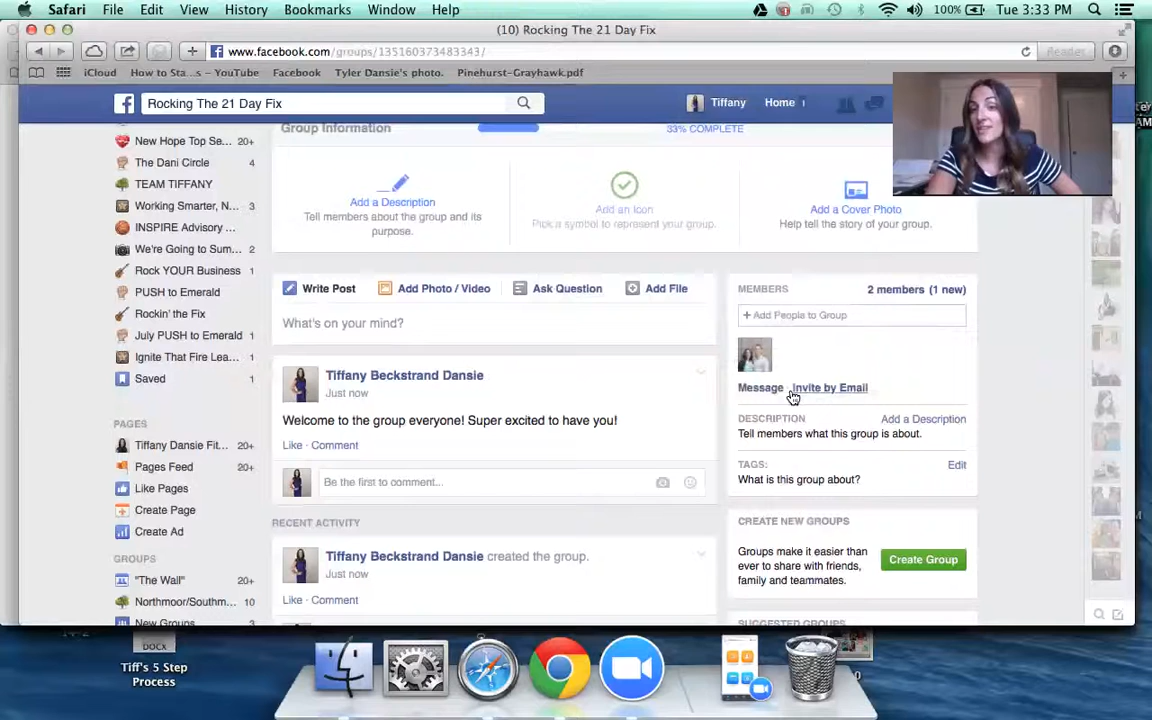 Safari File Edit View History Bookmarks Window Help 100% Tue 3:33 PM
(10) Rocking The 21 Day Fix
www.facebook.com/groups/135160373483343/ Reader
iCloud How to Sta...s – YouTube Facebook Tyler Dansie's photo. Pinehurst-Grayhawk.pdf
Rocking The 21 Day Fix Tiffany Home 1
New Hope Top Se... 20+
The Dani Circle 4
TEAM TIFFANY
Working Smarter, N... 3
INSPIRE Advisory ...
We're Going to Sum... 2
Rock YOUR Business 1
PUSH to Emerald
Rockin' the Fix
July PUSH to Emerald 1
Ignite That Fire Lea... 1
Saved 1
PAGES
Tiffany Dansie Fit... 20+
Pages Feed 20+
Like Pages
Create Page
Create Ad
GROUPS
"The Wall" 20+
Northmoor/Southm... 10
New Groups 3
Group Information 33% COMPLETE
Add a Description
Tell members about the group and its
purpose.
Add an Icon
Pick a symbol to represent your group.
Add a Cover Photo
Help tell the story of your group.
Write Post Add Photo / Video Ask Question Add File
What's on your mind?
Tiffany Beckstrand Dansie
Just now
Welcome to the group everyone! Super excited to have you!
Like · Comment
Be the first to comment...
RECENT ACTIVITY
Tiffany Beckstrand Dansie created the group.
Just now
Like · Comment
MEMBERS 2 members (1 new)
+ Add People to Group
Message · Invite by Email
DESCRIPTION Add a Description
Tell members what this group is about.
TAGS: Edit
What is this group about?
CREATE NEW GROUPS
Groups make it easier than
ever to share with friends,
family and teammates.
Create Group
SUGGESTED GROUPS
DOCX
Tiff's 5 Step
Process